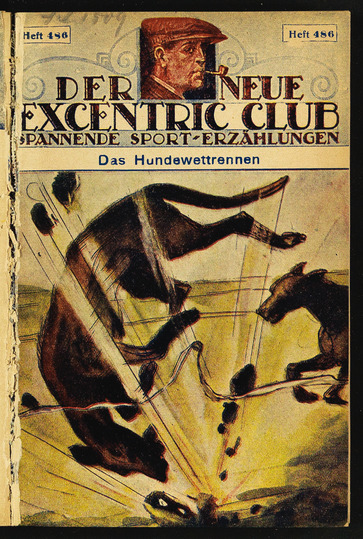 Heft 486
Heft 486
DER NEUE
EXCENTRIC CLUB
SPANNENDE SPORT-ERZÄHLUNGEN
Das Hundewettrennen